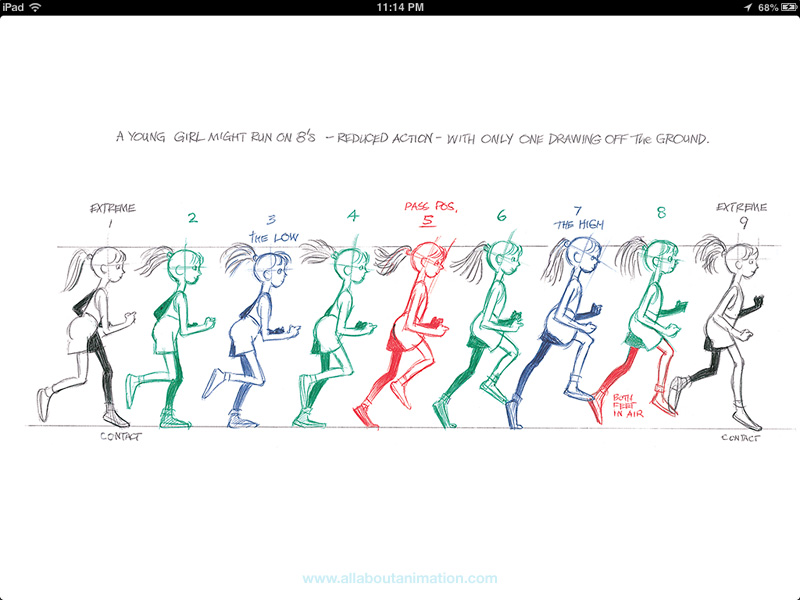 iPad 11:14 PM 68%
A YOUNG GIRL MIGHT RUN ON 8'S - REDUCED ACTION - WITH ONLY ONE DRAWING OFF The GROUND.
EXTREME
1
2
3
THE LOW
4
PASS POS.
5
6
7
THE HIGH
8
EXTREME
9
BOTH
FEET
IN AIR
CONTACT
CONTACT
www.allaboutanimation.com